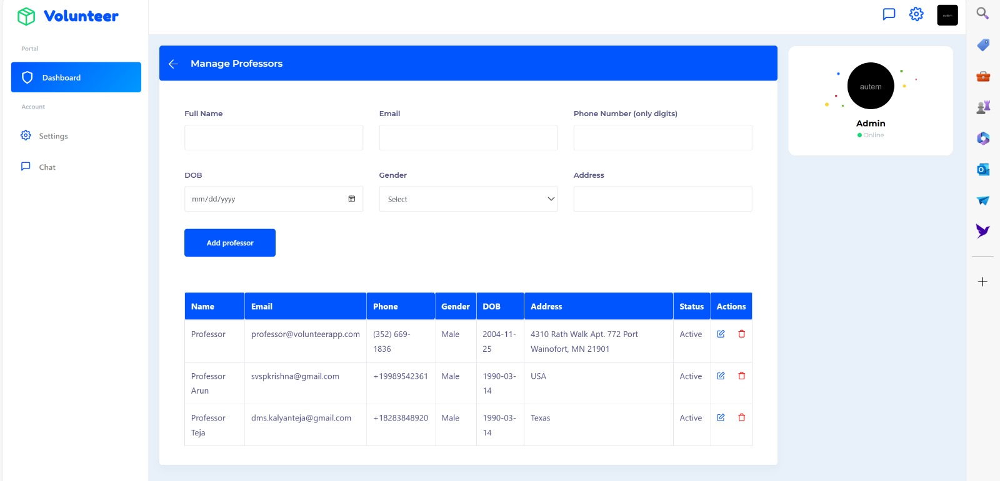 Volunteer
Portal
Dashboard
Account
Settings
Chat
autem
Manage Professors
Full Name
Email
Phone Number (only digits)
DOB
Gender
Address
mm/dd/yyyy
Select
Add professor
Name Email Phone Gender DOB Address Status Actions
Professor professor@volunteerapp.com (352) 669- Male 2004-11- 4310 Rath Walk Apt. 772 Port Active
1836 25 Wainofort, MN 21901
Professor svspkrishna@gmail.com +19989542361 Male 1990-03- USA Active
Arun 14
Professor dms.kalyanteja@gmail.com +18283848920 Male 1990-03- Texas Active
Teja 14
autem
Admin
Online